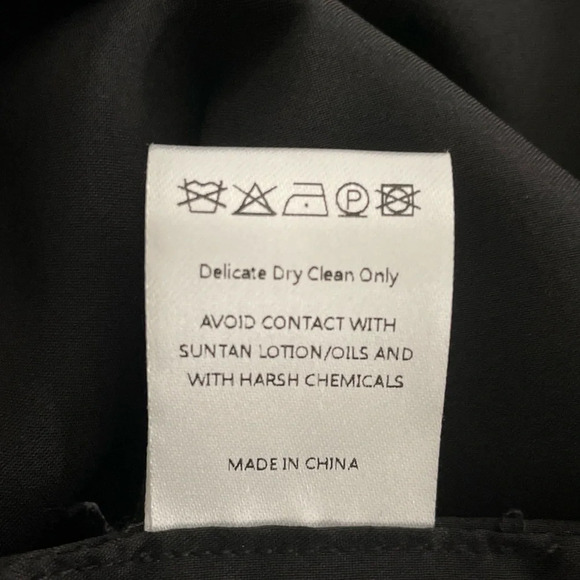 P
Delicate Dry Clean Only
AVOID CONTACT WITH
SUNTAN LOTION/OILS AND
WITH HARSH CHEMICALS
MADE IN CHINA